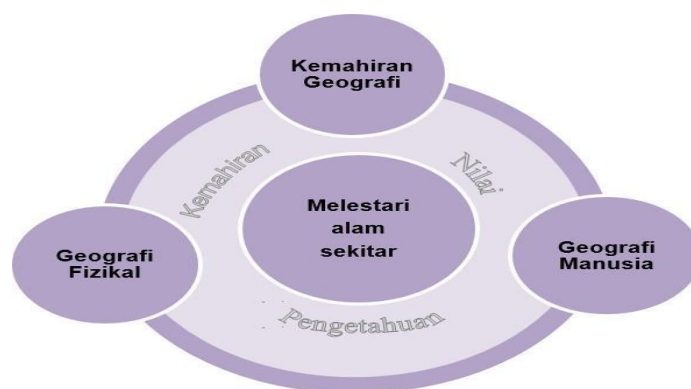 Kemahiran
Geografi
Kemahiran
Nilai
Melestari
alam
sekitar
Geografi
Fizikal
Geografi
Manusia
Pengetahuan